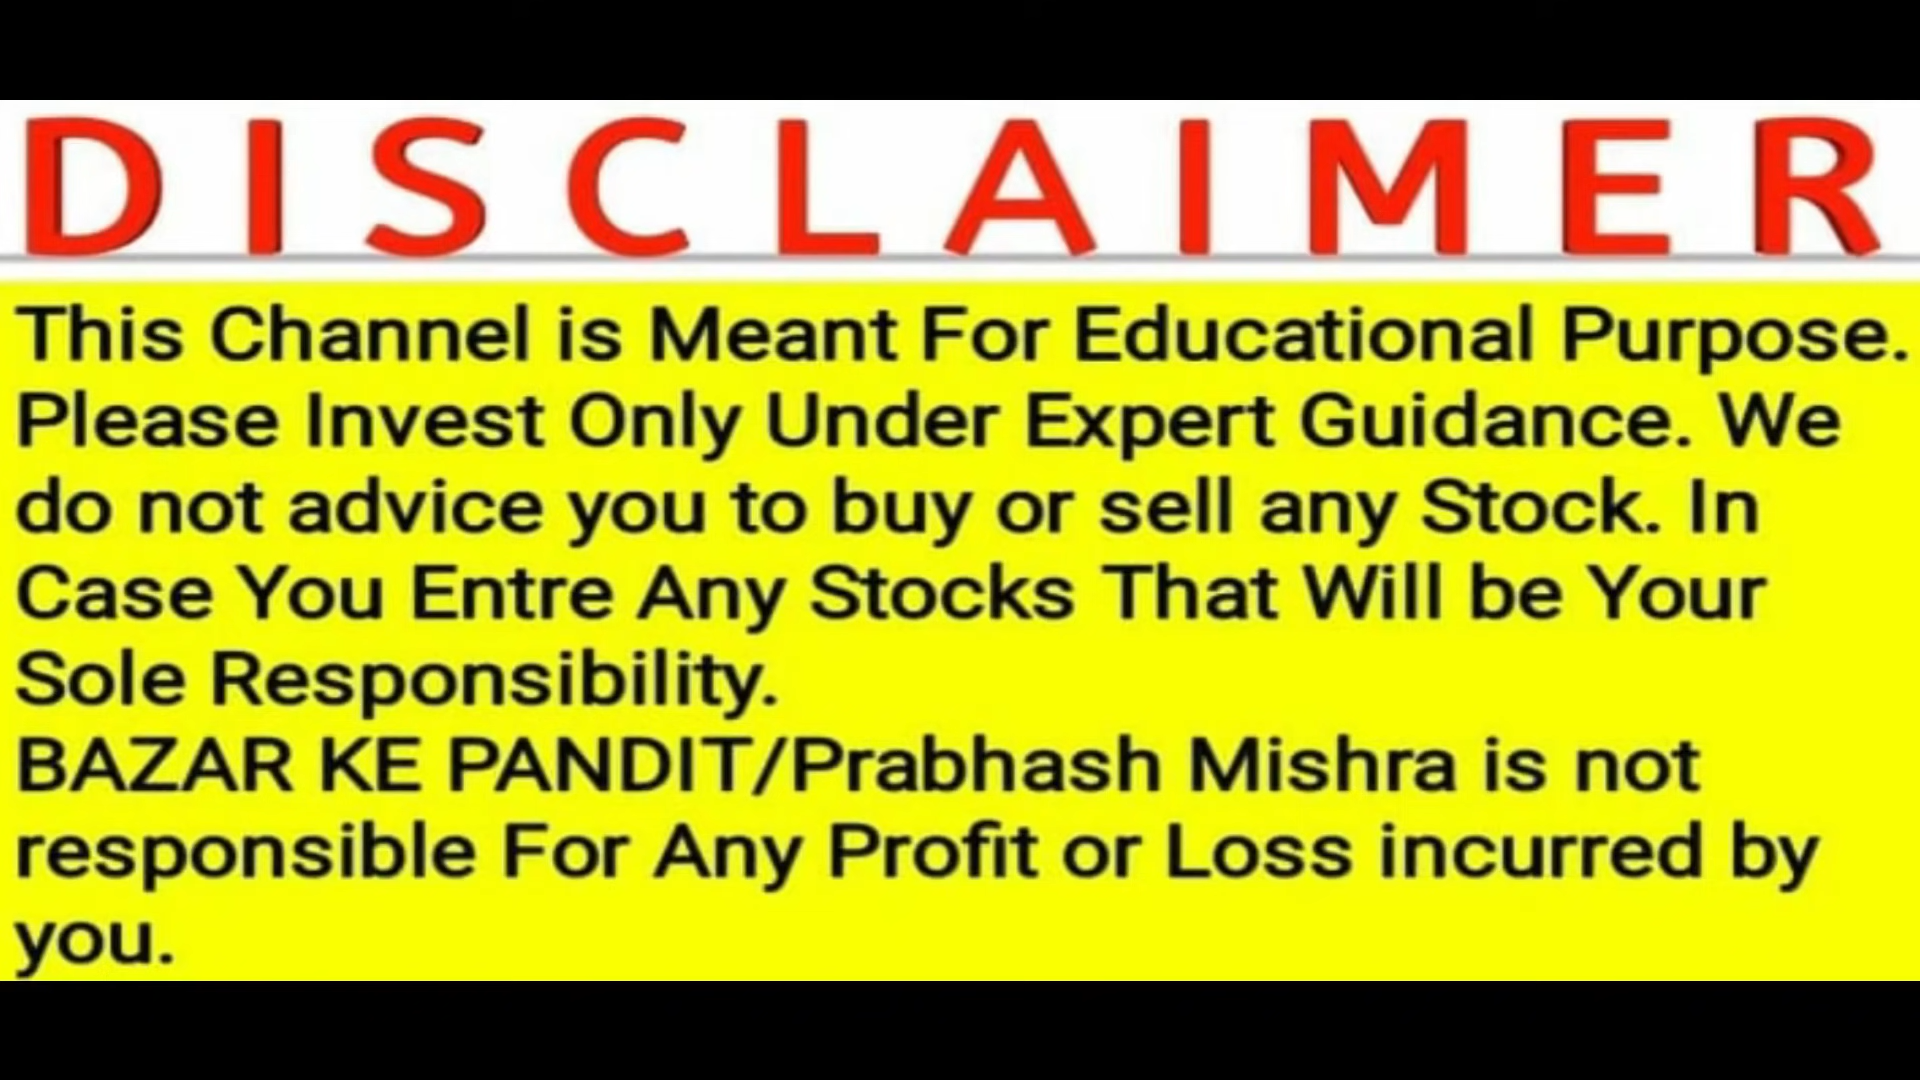 DISCLAIMER
This Channel is Meant For Educational Purpose.
Please Invest Only Under Expert Guidance. We
do not advice you to buy or sell any Stock. In
Case You Entre Any Stocks That Will be Your
Sole Responsibility.
BAZAR KE PANDIT/Prabhash Mishra is not
responsible For Any Profit or Loss incurred by
you.